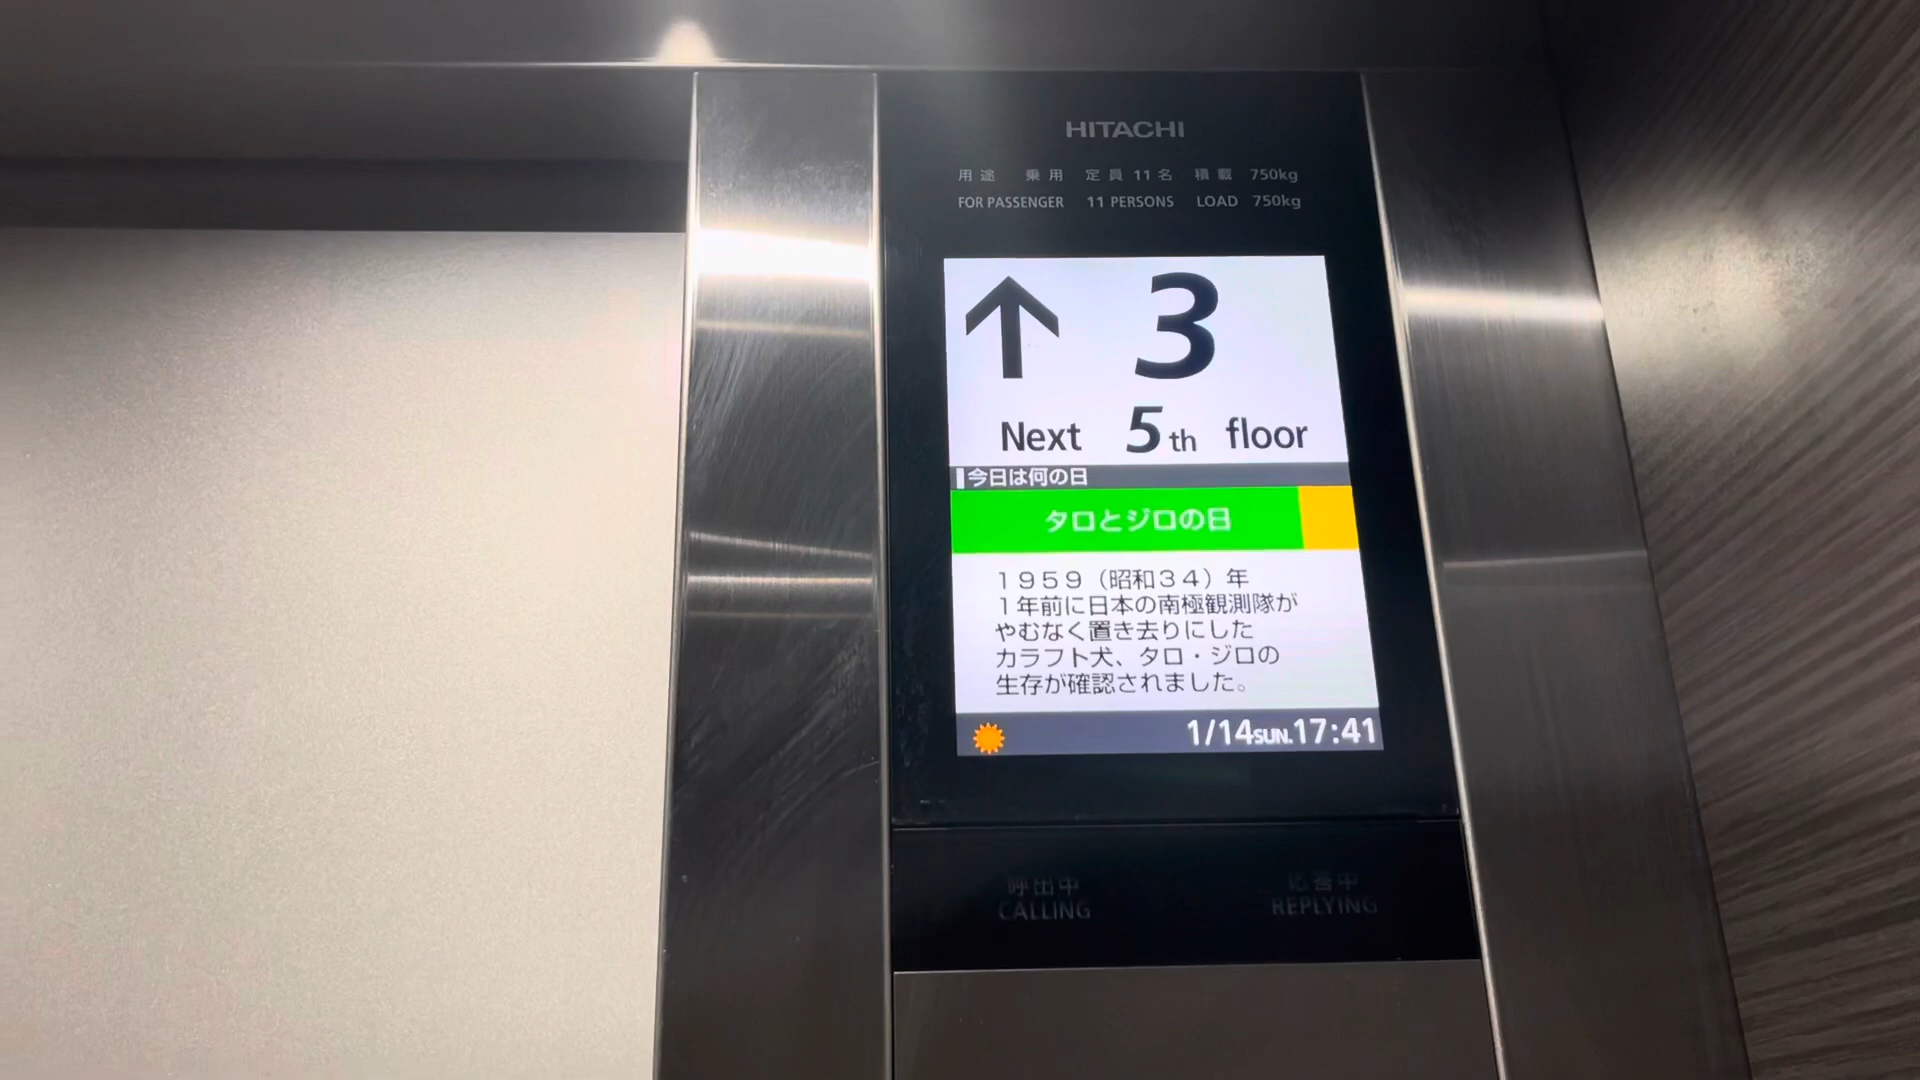 HITACHI
用途 乗用 定員 11名 積載 750kg
FOR PASSENGER 11 PERSONS LOAD 750kg
↑ 3
Next 5th floor
今日は何の日
タロとジロの日
1959（昭和34）年
1年前に日本の南極観測隊が
やむなく置き去りにした
カラフト犬、タロ・ジロの
生存が確認されました。
1/14SUN.17:41
呼出中 応答中
CALLING REPLYING